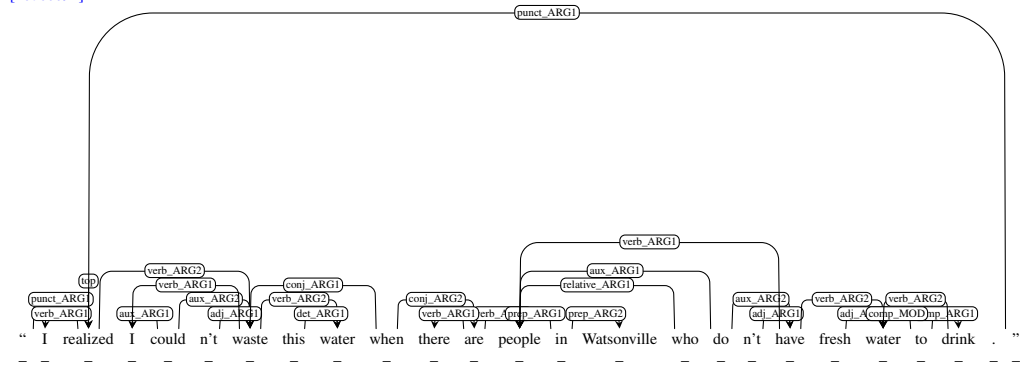 punct_ARG1
verb_ARG1
verb_ARG2 aux_ARG1
top verb_ARG1 conj_ARG1 relative_ARG1
punct_ARG1 aux_ARG2 verb_ARG2 conj_ARG2 aux_ARG2 verb_ARG2 verb_ARG2
verb_ARG1 aux_ARG1 adj_ARG1 det_ARG1 verb_ARG1 prep_ARG1 prep_ARG2 adj_ARG1 comp_MOD
“ I realized I could n't waste this water when there are people in Watsonville who do n't have fresh water to drink . ”
_ _ _ _ _ _ _ _ _ _ _ _ _ _ _ _ _ _ _ _ _ _ _ _ _